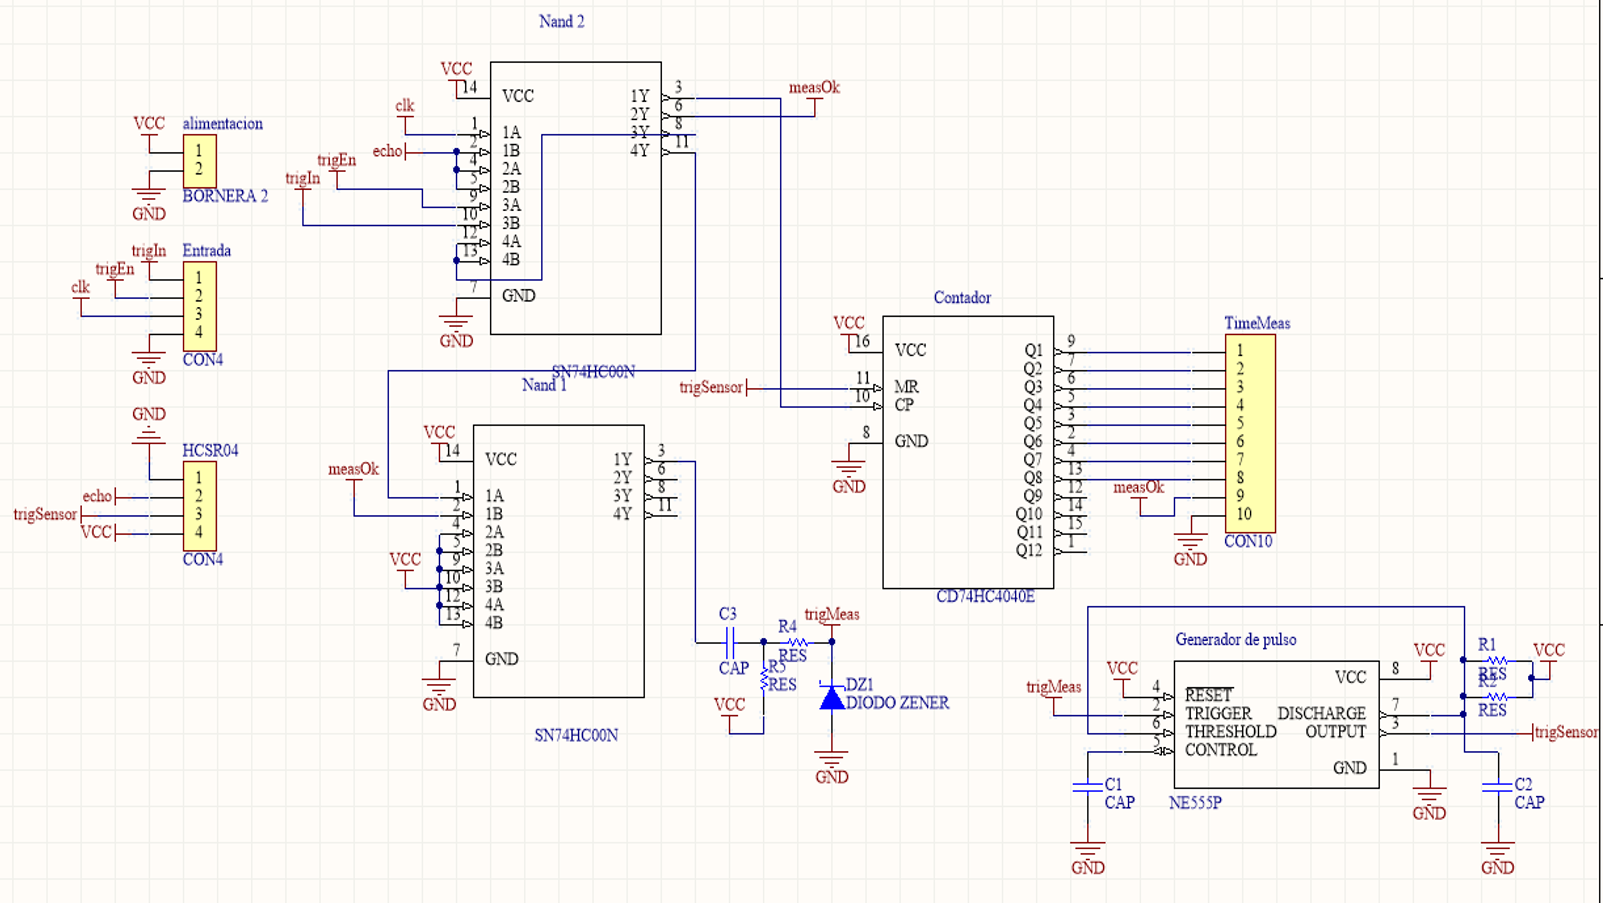 Nand 2
VCC
14
VCC
clk
1
1A
echo
2
1B
4
2A
5
2B
trigEn
9
3A
trigIn
10
3B
12
4A
13
4B
7
GND
GND
1Y
3
2Y
6
3Y
8
4Y
11
measOk
SN74HC00N
VCC
alimentacion
1
2
GND
BORNERA 2
trigIn
Entrada
trigEn
clk
1
2
3
4
GND
CON4
GND
HCSR04
echo
trigSensor
VCC
1
2
3
4
CON4
Nand 1
VCC
14
VCC
measOk
1
1A
2
1B
4
2A
5
2B
VCC
9
3A
10
3B
12
4A
13
4B
7
GND
GND
1Y
3
2Y
6
3Y
8
4Y
11
SN74HC00N
Contador
VCC
16
VCC
trigSensor
11
MR
10
CP
8
GND
GND
Q1
9
Q2
7
Q3
6
Q4
5
Q5
3
Q6
2
Q7
4
Q8
13
Q9
12
Q10
14
Q11
15
Q12
1
CD74HC4040E
TimeMeas
1
2
3
4
5
6
7
8
9
10
measOk
GND
CON10
C3
CAP
R4
RES
R5
RES
VCC
trigMeas
DZ1
DIODO ZENER
GND
Generador de pulso
VCC
trigMeas
4
RESET
2
TRIGGER
6
THRESHOLD
5
CONTROL
VCC
8
VCC
DISCHARGE
7
OUTPUT
3
trigSensor
GND
1
GND
NE555P
R1
RES
R2
RES
VCC
C1
CAP
GND
C2
CAP
GND